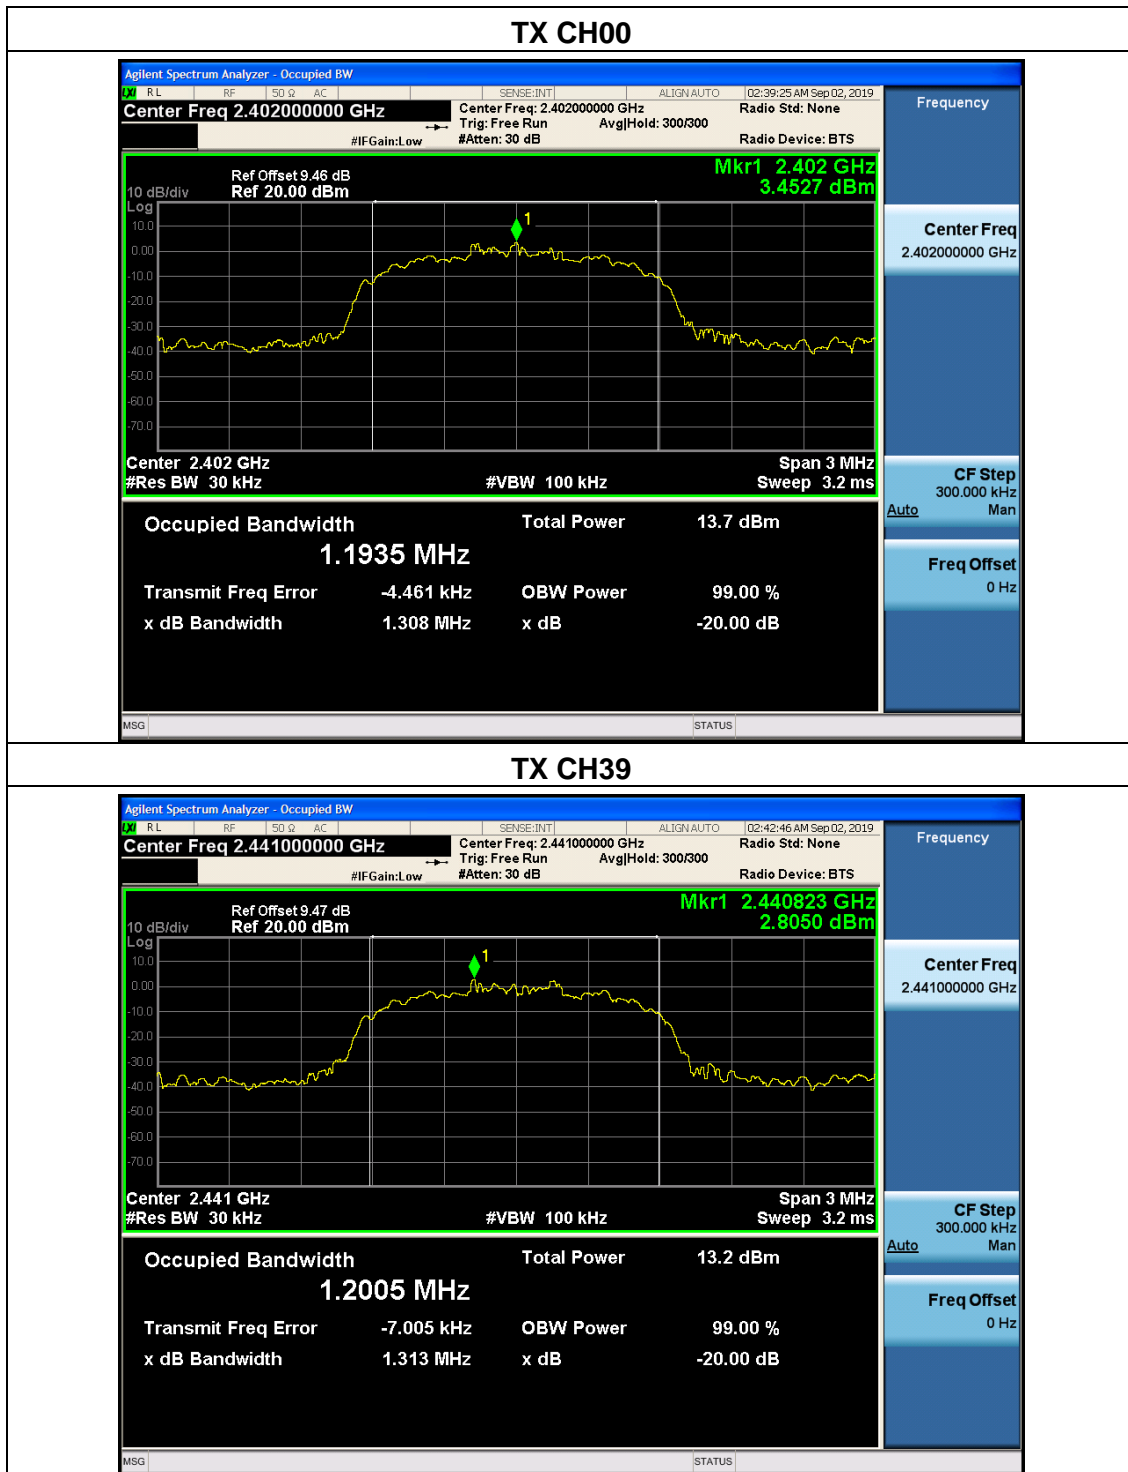 TX CH00
Agilent Spectrum Analyzer - Occupied BW
LXI RL RF 50 Ω AC SENSE:INT ALIGN AUTO 02:39:25 AM Sep 02, 2019
Center Freq 2.402000000 GHz
Center Freq: 2.402000000 GHz Radio Std: None
Trig: Free Run Avg|Hold: 300/300
#IFGain:Low #Atten: 30 dB Radio Device: BTS
Frequency
Mkr1 2.402 GHz
3.4527 dBm
Ref Offset 9.46 dB
10 dB/div Ref 20.00 dBm
Log
10.0
0.00
-10.0
-20.0
-30.0
-40.0
-50.0
-60.0
-70.0
1
Center Freq
2.402000000 GHz
Center 2.402 GHz Span 3 MHz
#Res BW 30 kHz #VBW 100 kHz Sweep 3.2 ms
CF Step
300.000 kHz
Auto Man
Occupied Bandwidth Total Power 13.7 dBm
1.1935 MHz
Freq Offset
0 Hz
Transmit Freq Error -4.461 kHz OBW Power 99.00 %
x dB Bandwidth 1.308 MHz x dB -20.00 dB
MSG STATUS
TX CH39
Agilent Spectrum Analyzer - Occupied BW
LXI RL RF 50 Ω AC SENSE:INT ALIGN AUTO 02:42:46 AM Sep 02, 2019
Center Freq 2.441000000 GHz
Center Freq: 2.441000000 GHz Radio Std: None
Trig: Free Run Avg|Hold: 300/300
#IFGain:Low #Atten: 30 dB Radio Device: BTS
Frequency
Mkr1 2.440823 GHz
2.8050 dBm
Ref Offset 9.47 dB
10 dB/div Ref 20.00 dBm
Log
10.0
0.00
-10.0
-20.0
-30.0
-40.0
-50.0
-60.0
-70.0
1
Center Freq
2.441000000 GHz
Center 2.441 GHz Span 3 MHz
#Res BW 30 kHz #VBW 100 kHz Sweep 3.2 ms
CF Step
300.000 kHz
Auto Man
Occupied Bandwidth Total Power 13.2 dBm
1.2005 MHz
Freq Offset
0 Hz
Transmit Freq Error -7.005 kHz OBW Power 99.00 %
x dB Bandwidth 1.313 MHz x dB -20.00 dB
MSG STATUS